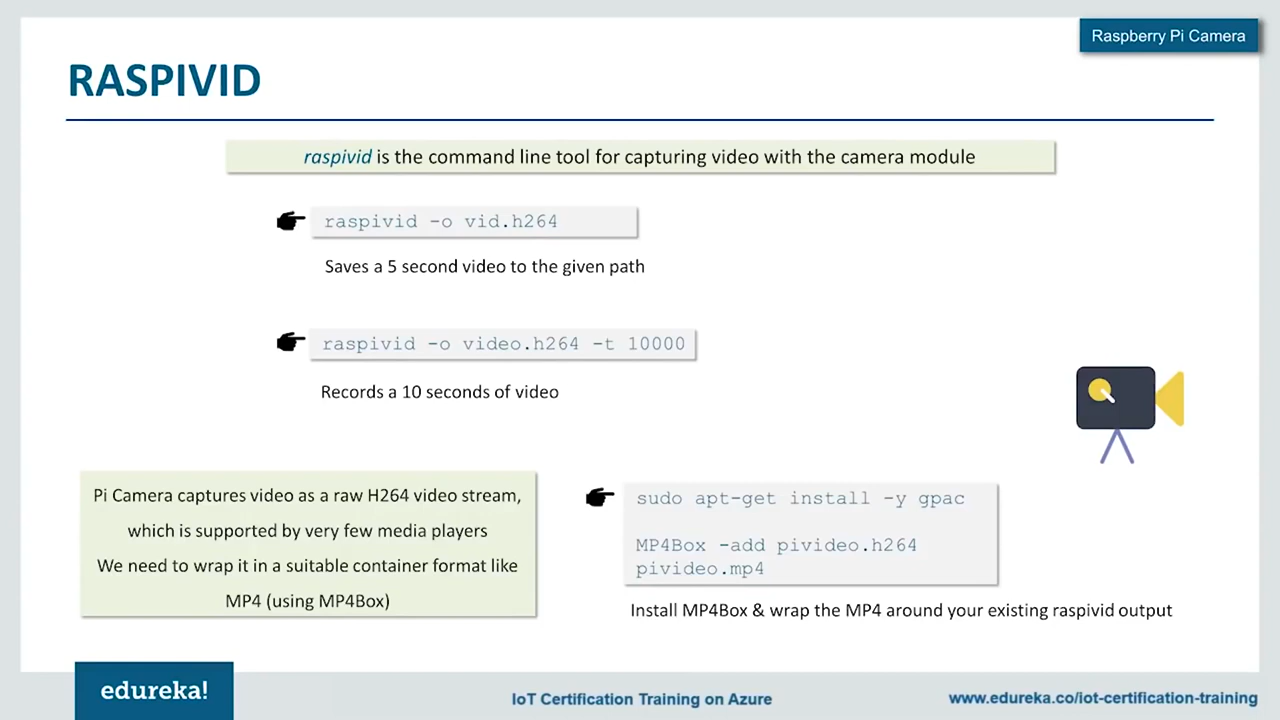 Raspberry Pi Camera
RASPIVID
raspivid is the command line tool for capturing video with the camera module
raspivid -o vid.h264
Saves a 5 second video to the given path
raspivid -o video.h264 -t 10000
Records a 10 seconds of video
Pi Camera captures video as a raw H264 video stream,
which is supported by very few media players
We need to wrap it in a suitable container format like
MP4 (using MP4Box)
sudo apt-get install -y gpac
MP4Box -add pivideo.h264
pivideo.mp4
Install MP4Box & wrap the MP4 around your existing raspivid output
edureka!
IoT Certification Training on Azure
www.edureka.co/iot-certification-training